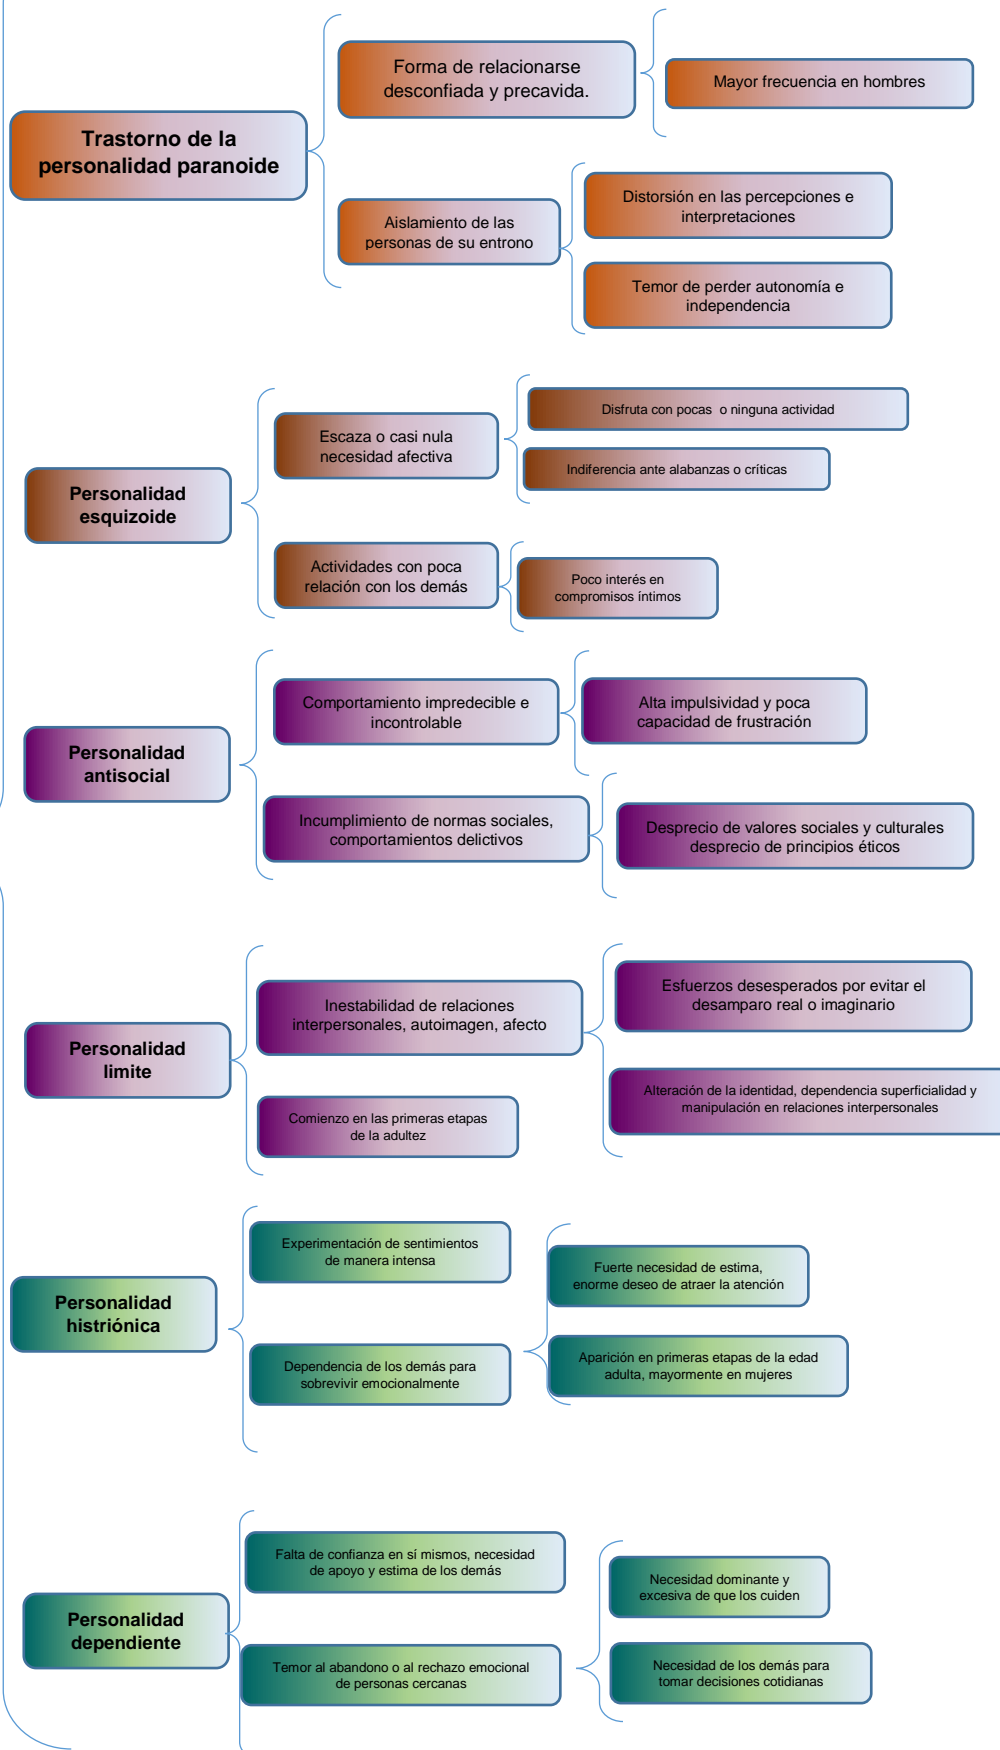 Trastorno de la
personalidad paranoide
Forma de relacionarse
desconfiada y precavida.
Mayor frecuencia en hombres
Aislamiento de las
personas de su entrono
Distorsión en las percepciones e
interpretaciones
Temor de perder autonomía e
independencia
Personalidad
esquizoide
Escaza o casi nula
necesidad afectiva
Disfruta con pocas  o ninguna actividad
Indiferencia ante alabanzas o críticas
Actividades con poca
relación con los demás
Poco interés en
compromisos íntimos
Personalidad
antisocial
Comportamiento impredecible e
incontrolable
Alta impulsividad y poca
capacidad de frustración
Incumplimiento de normas sociales,
comportamientos delictivos
Desprecio de valores sociales y culturales
desprecio de principios éticos
Personalidad
limite
Inestabilidad de relaciones
interpersonales, autoimagen, afecto
Esfuerzos desesperados por evitar el
desamparo real o imaginario
Alteración de la identidad, dependencia superficialidad y
manipulación en relaciones interpersonales
Comienzo en las primeras etapas
de la adultez
Personalidad
histriónica
Experimentación de sentimientos
de manera intensa
Dependencia de los demás para
sobrevivir emocionalmente
Fuerte necesidad de estima,
enorme deseo de atraer la atención
Aparición en primeras etapas de la edad
adulta, mayormente en mujeres
Personalidad
dependiente
Falta de confianza en sí mismos, necesidad
de apoyo y estima de los demás
Temor al abandono o al rechazo emocional
de personas cercanas
Necesidad dominante y
excesiva de que los cuiden
Necesidad de los demás para
tomar decisiones cotidianas